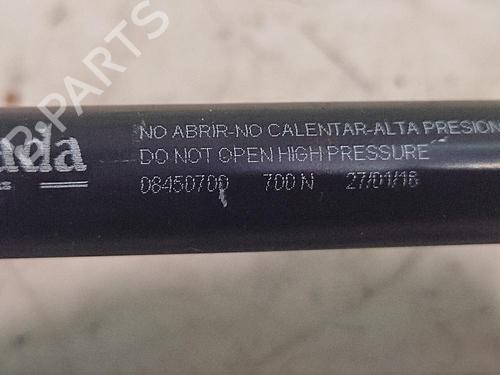 NO ABRIR-NO CALENTAR-ALTA PRESION
DO NOT OPEN HIGH PRESSURE
08450700 700 N 27/01/16
PARTS